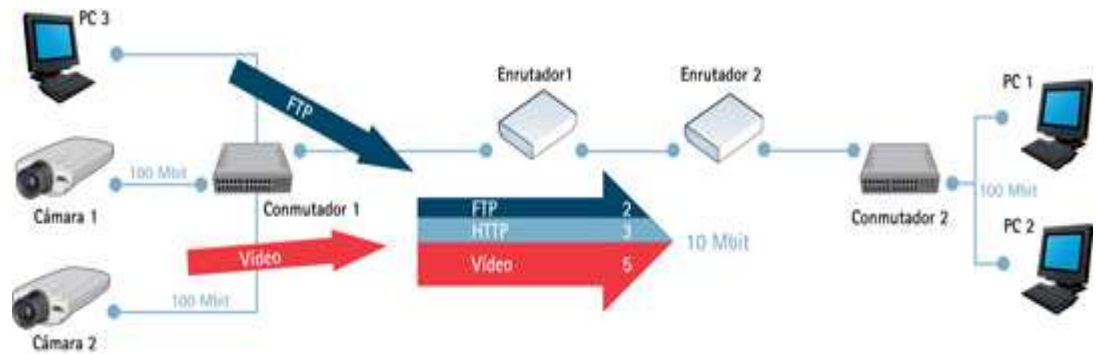 PC 3
FTP
Enrutador1
Enrutador 2
PC 1
100 Mbit
Cámara 1
Conmutador 1
FTP 2
HTTP 3
Vídeo 5
10 Mbit
Conmutador 2
100 Mbit
PC 2
Vídeo
100 Mbit
Cámara 2